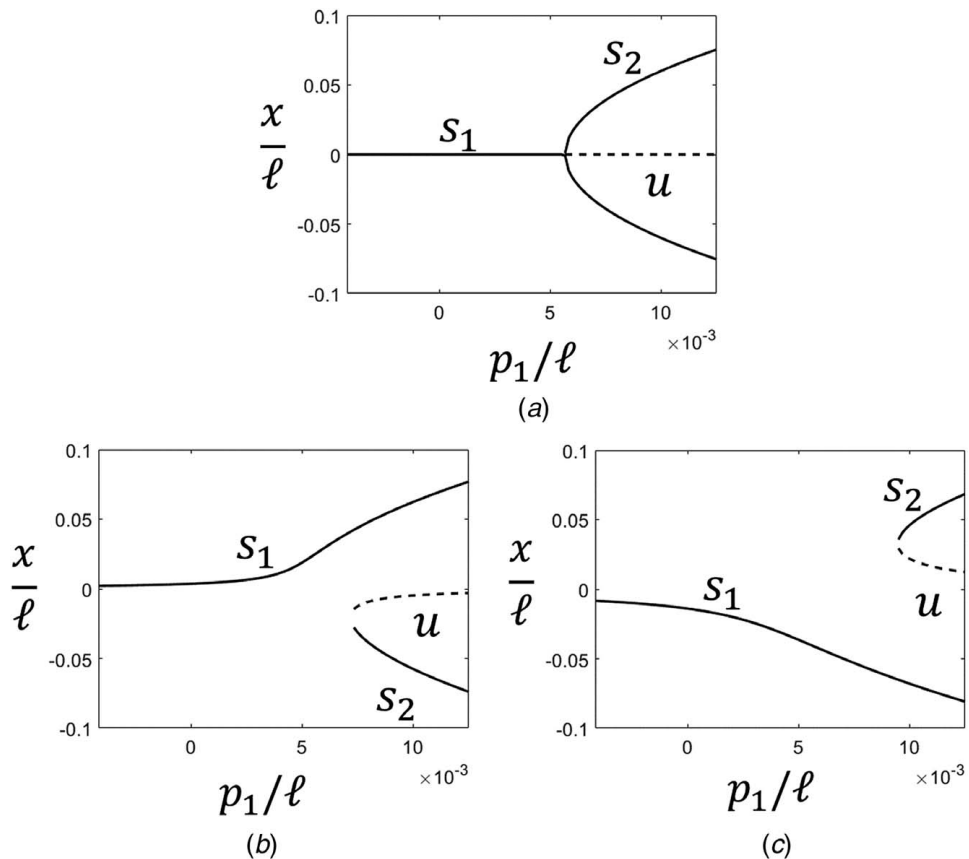 0.1
0.05
0
-0.05
-0.1
x/ℓ
s₁
s₂
u
0 5 10
×10⁻³
p₁/ℓ
(a)
0.1
0.05
0
-0.05
-0.1
x/ℓ
s₁
u
s₂
0 5 10
×10⁻³
p₁/ℓ
(b)
0.1
0.05
0
-0.05
-0.1
x/ℓ
s₂
s₁
u
0 5 10
×10⁻³
p₁/ℓ
(c)